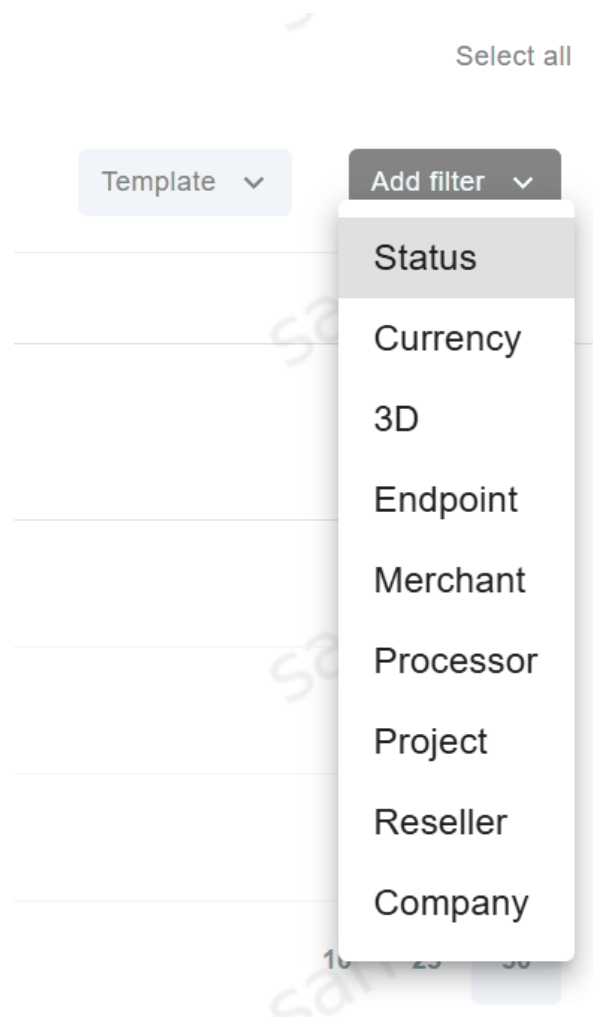 Select all
Template
Add filter
Status
Currency
3D
Endpoint
Merchant
Processor
Project
Reseller
Company